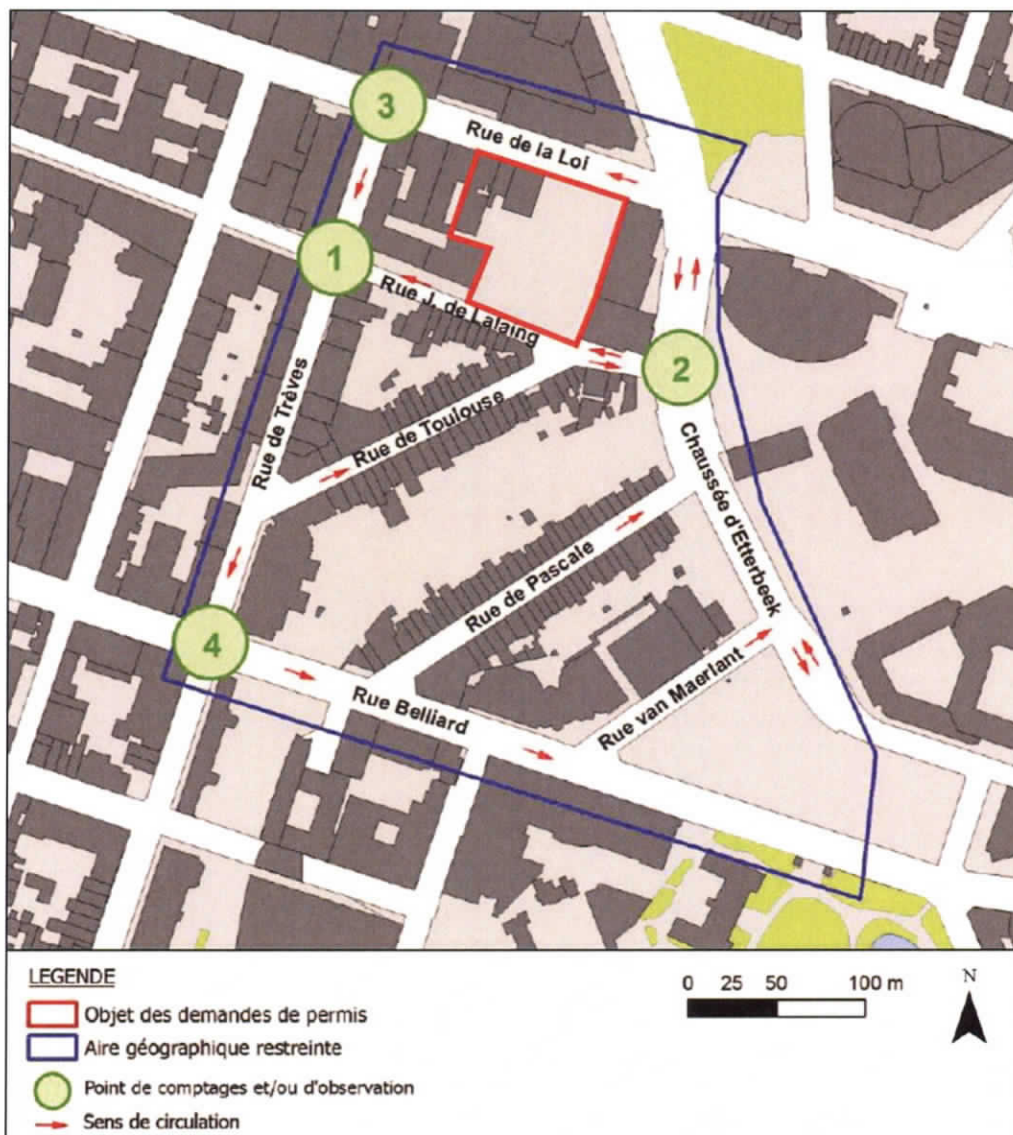 3
Rue de la Loi
1
Rue J. de Lalaing
2
Rue de Trèves
Rue de Toulouse
Chaussée d'Etterbeek
Rue de Pascale
4
Rue Belliard
Rue van Maerlant
LEGENDE
Objet des demandes de permis
Aire géographique restreinte
Point de comptages et/ou d'observation
Sens de circulation
0 25 50 100 m
N